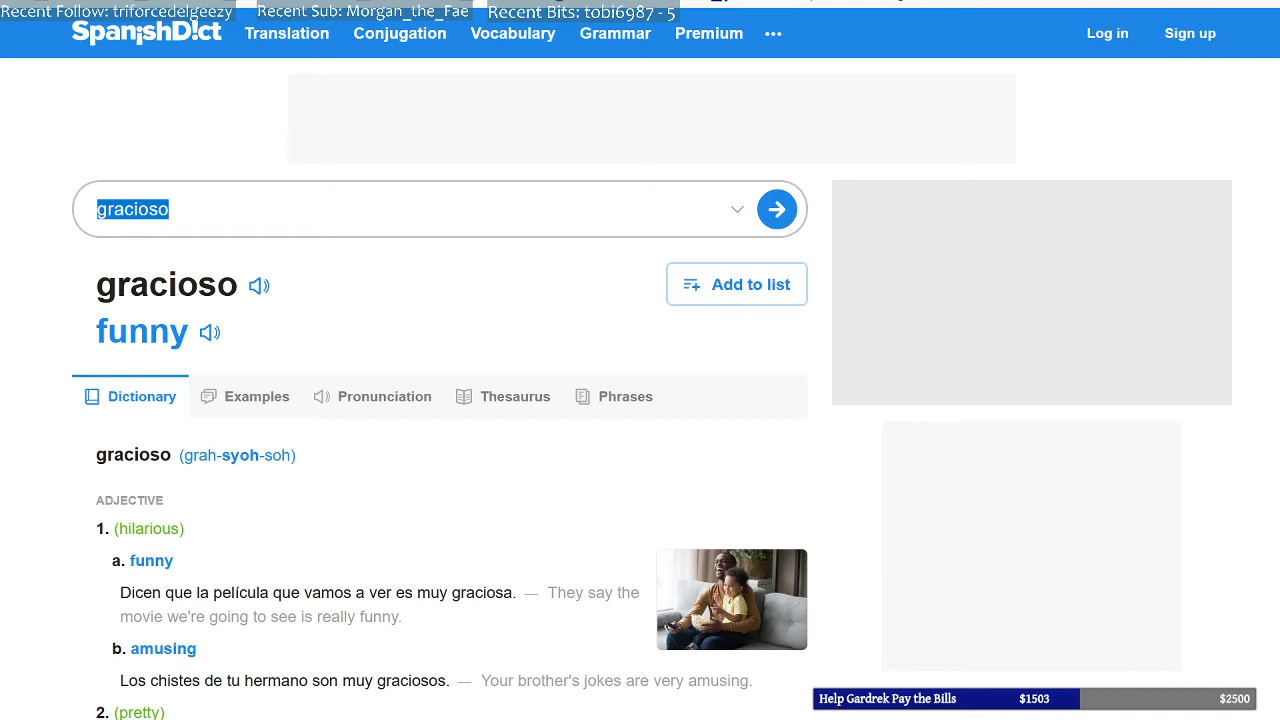 Recent Follow: triforcedelgeezy Recent Sub: Morgan_the_Fae Recent Bits: tobi6987 - 5
SpanishD!ct Translation Conjugation Vocabulary Grammar Premium ••• Log in Sign up
gracioso
gracioso
Add to list
funny
Dictionary Examples Pronunciation Thesaurus Phrases
gracioso (grah-syoh-soh)
ADJECTIVE
1. (hilarious)
a. funny
Dicen que la película que vamos a ver es muy graciosa. — They say the
movie we're going to see is really funny.
b. amusing
Los chistes de tu hermano son muy graciosos. — Your brother's jokes are very amusing.
Help Gardrek Pay the Bills $1503 $2500
2. (pretty)